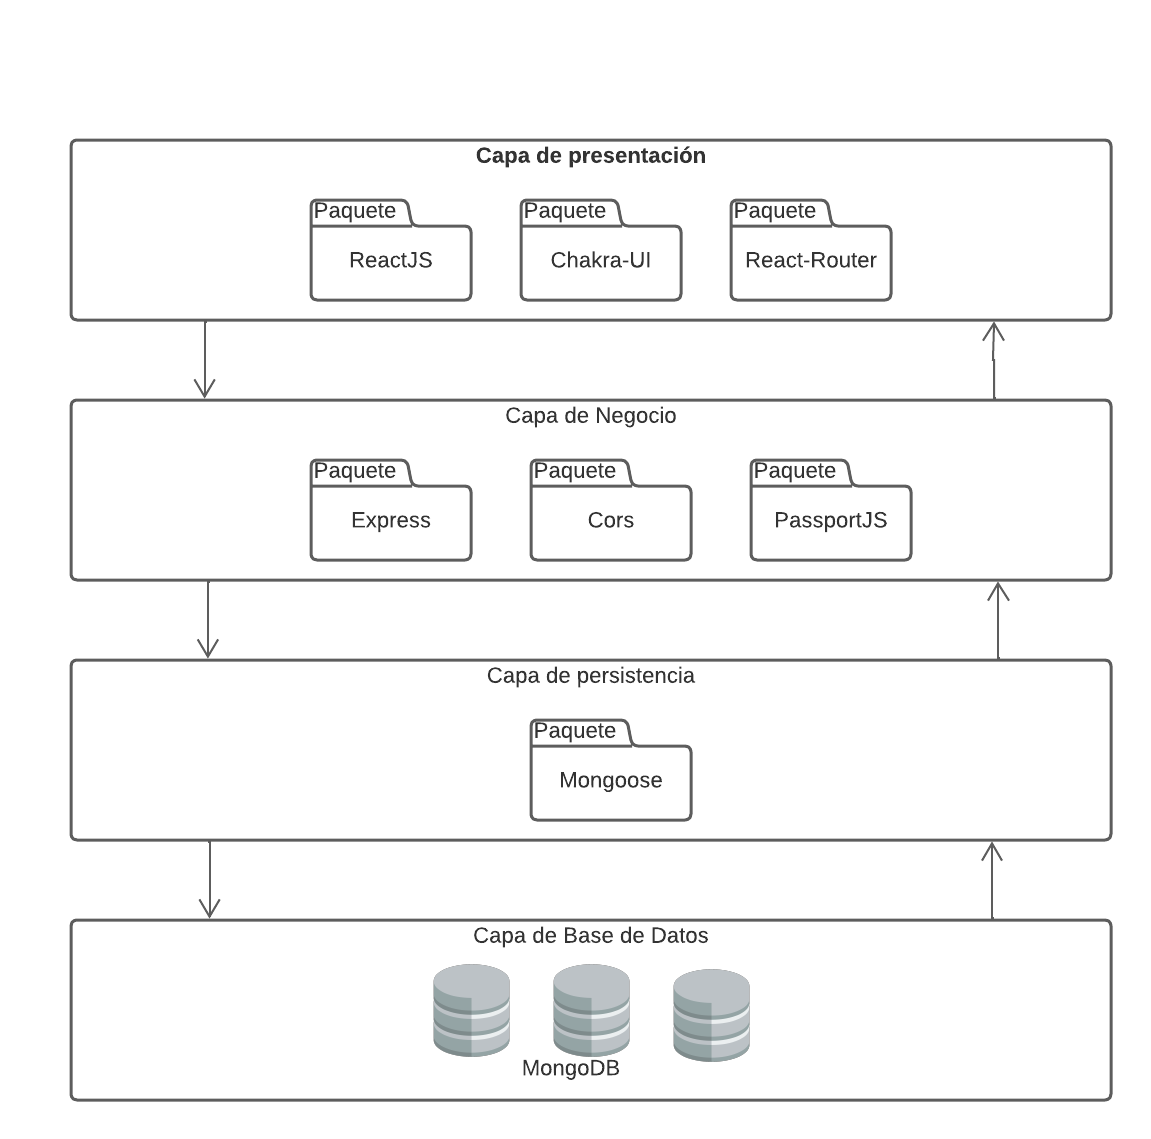 Capa de presentación
Paquete
Paquete
Paquete
ReactJS
Chakra-UI
React-Router
Capa de Negocio
Paquete
Paquete
Paquete
Express
Cors
PassportJS
Capa de persistencia
Paquete
Mongoose
Capa de Base de Datos
MongoDB